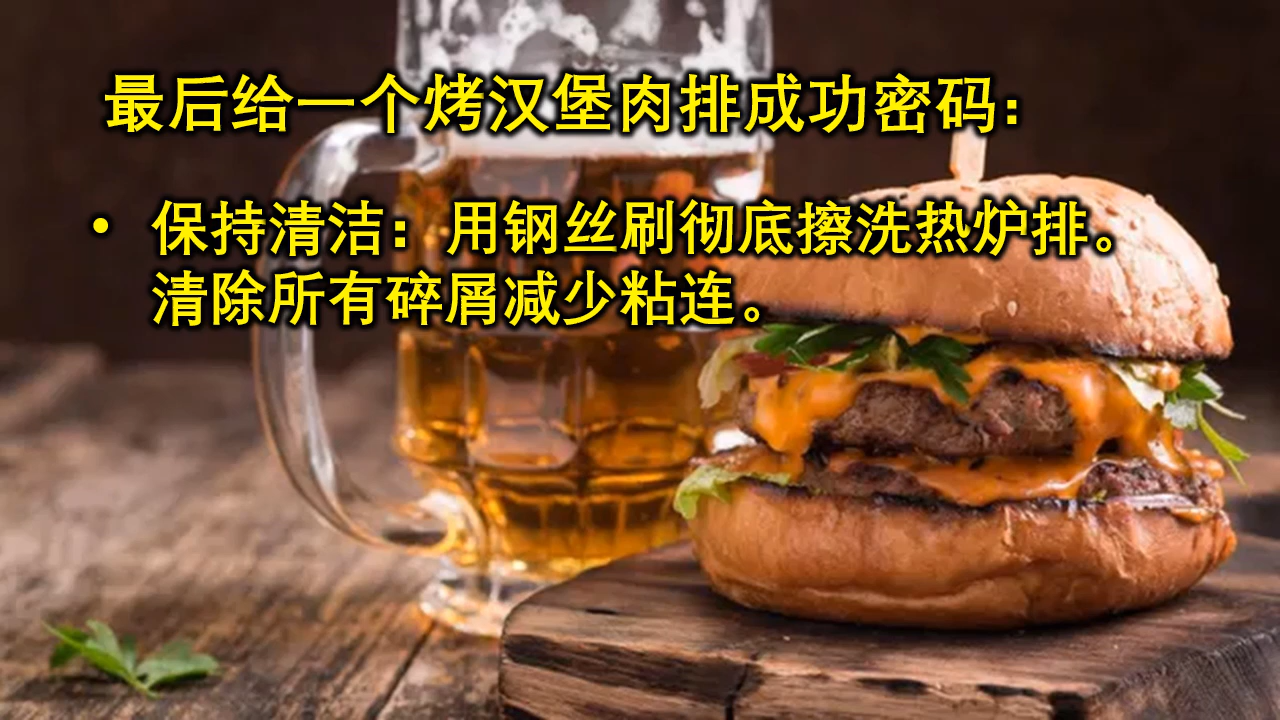 最后给一个烤汉堡肉排成功密码：
• 保持清洁：用钢丝刷彻底擦洗热炉排。
清除所有碎屑减少粘连。